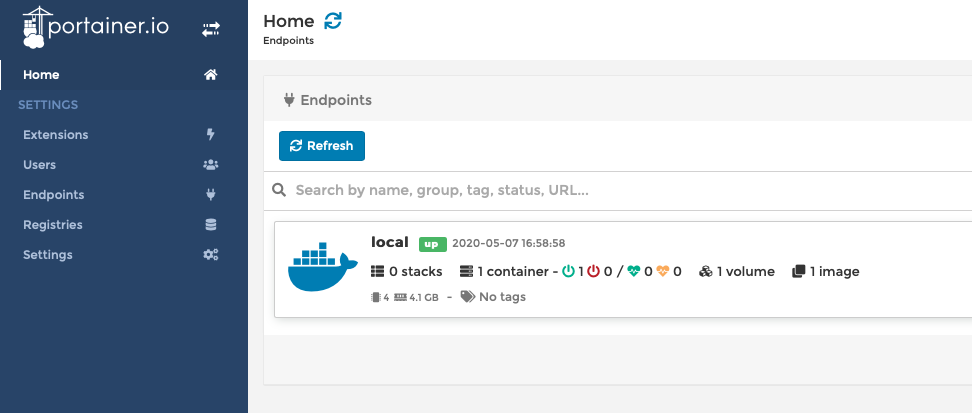 portainer.io
Home
SETTINGS
Extensions
Users
Endpoints
Registries
Settings
Home
Endpoints
Endpoints
Refresh
Search by name, group, tag, status, URL...
local up 2020-05-07 16:58:58
0 stacks 1 container - 1 0 / 0 0 1 volume 1 image
4 4.1 GB - No tags